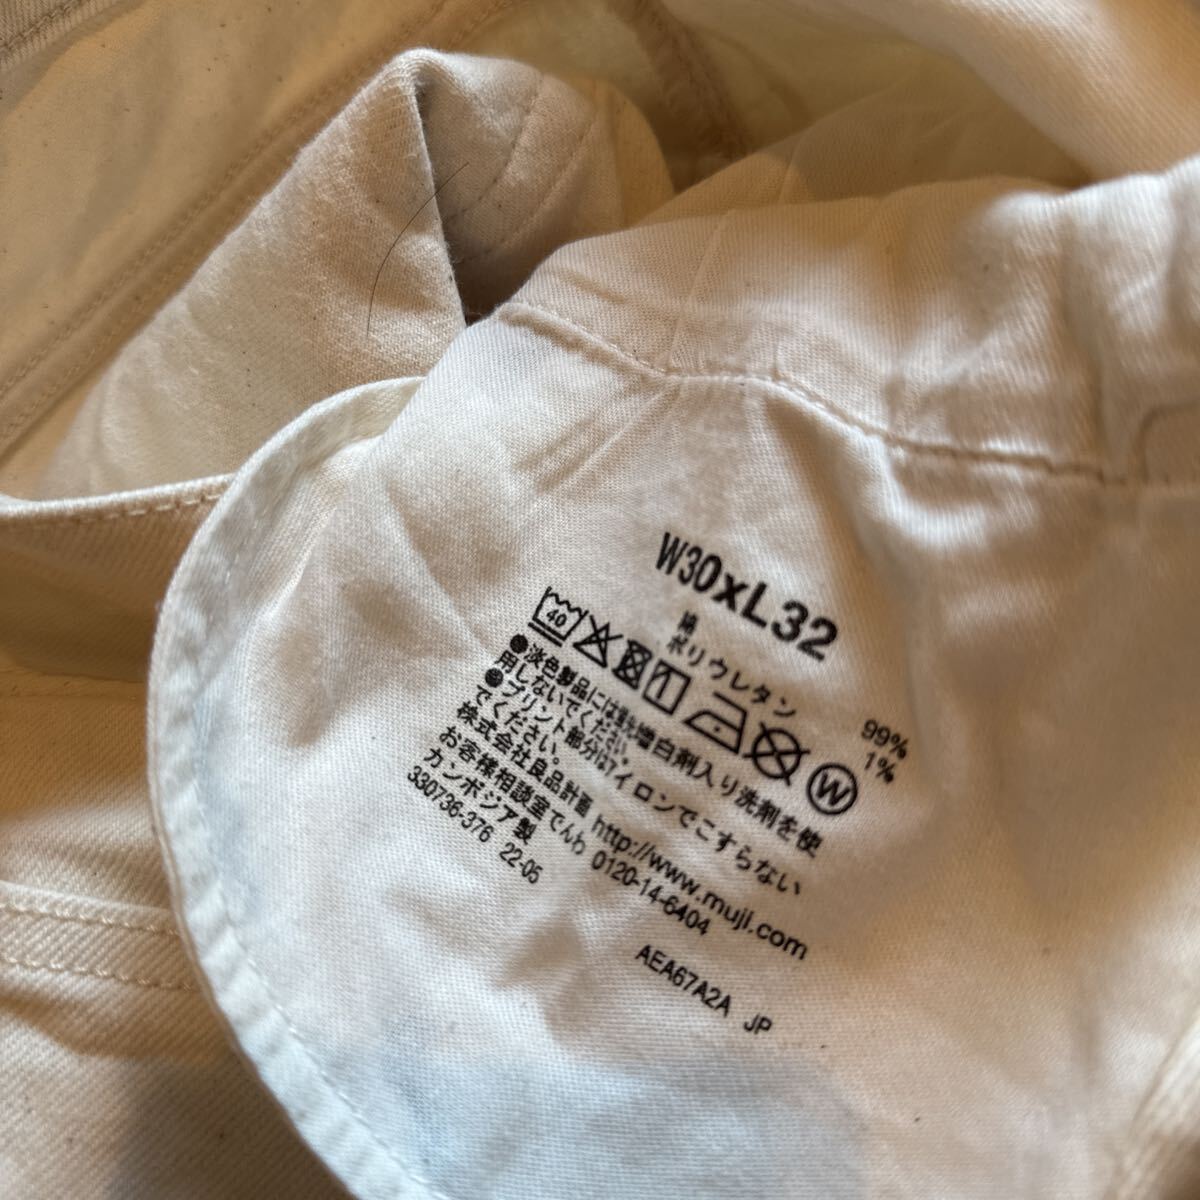 W30xL32
綿 99%
ポリウレタン 1%
40 W
●淡色製品には蛍光増白剤入り洗剤を使
用しないでください。
●プリント部分はアイロンでこすらない
でください。
株式会社良品計画 http://www.muji.com
お客様相談室でんわ 0120-14-6404
カンボジア製
330736-376 22-05
AEA67A2A JP